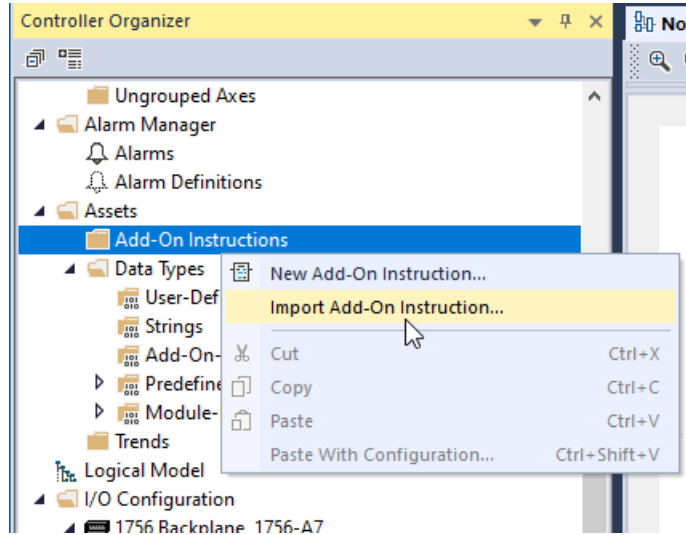 Controller Organizer
No
Ungrouped Axes
Alarm Manager
Alarms
Alarm Definitions
Assets
Add-On Instructions
Data Types
New Add-On Instruction...
User-Def
Import Add-On Instruction...
Strings
Add-On-
Cut Ctrl+X
Predefine
Copy Ctrl+C
Module-
Paste Ctrl+V
Trends
Paste With Configuration... Ctrl+Shift+V
Logical Model
I/O Configuration
1756 Backplane, 1756-A7